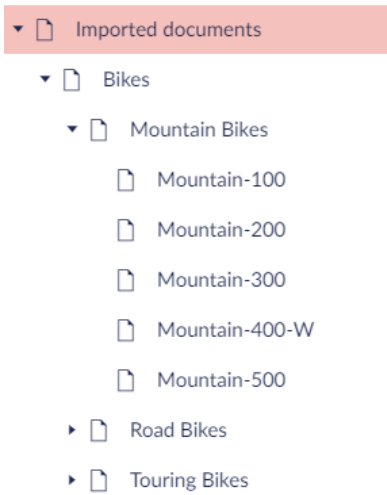 Imported documents
Bikes
Mountain Bikes
Mountain-100
Mountain-200
Mountain-300
Mountain-400-W
Mountain-500
Road Bikes
Touring Bikes